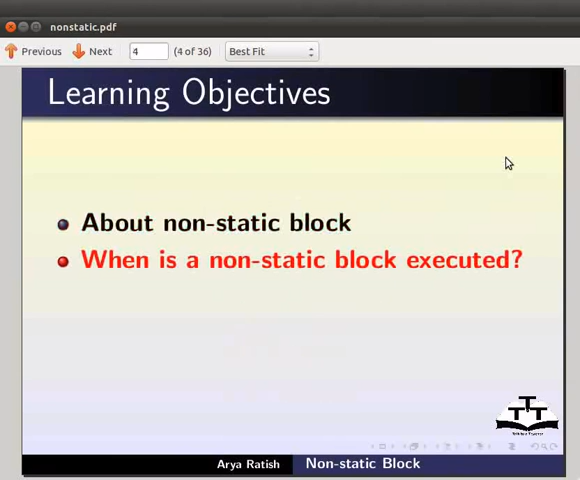 nonstatic.pdf
Previous Next 4 (4 of 36) Best Fit
Learning Objectives
About non-static block
When is a non-static block executed?
TTT
Arya Ratish Non-static Block